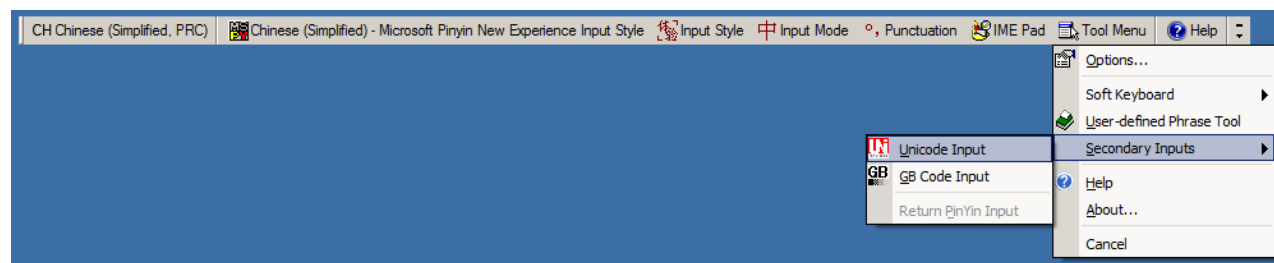 CH Chinese (Simplified, PRC) Chinese (Simplified) - Microsoft Pinyin New Experience Input Style Input Style 中 Input Mode °, Punctuation IME Pad Tool Menu Help
Options...
Soft Keyboard
User-defined Phrase Tool
Secondary Inputs
Help
About...
Cancel
Unicode Input
GB GB Code Input
Return PinYin Input